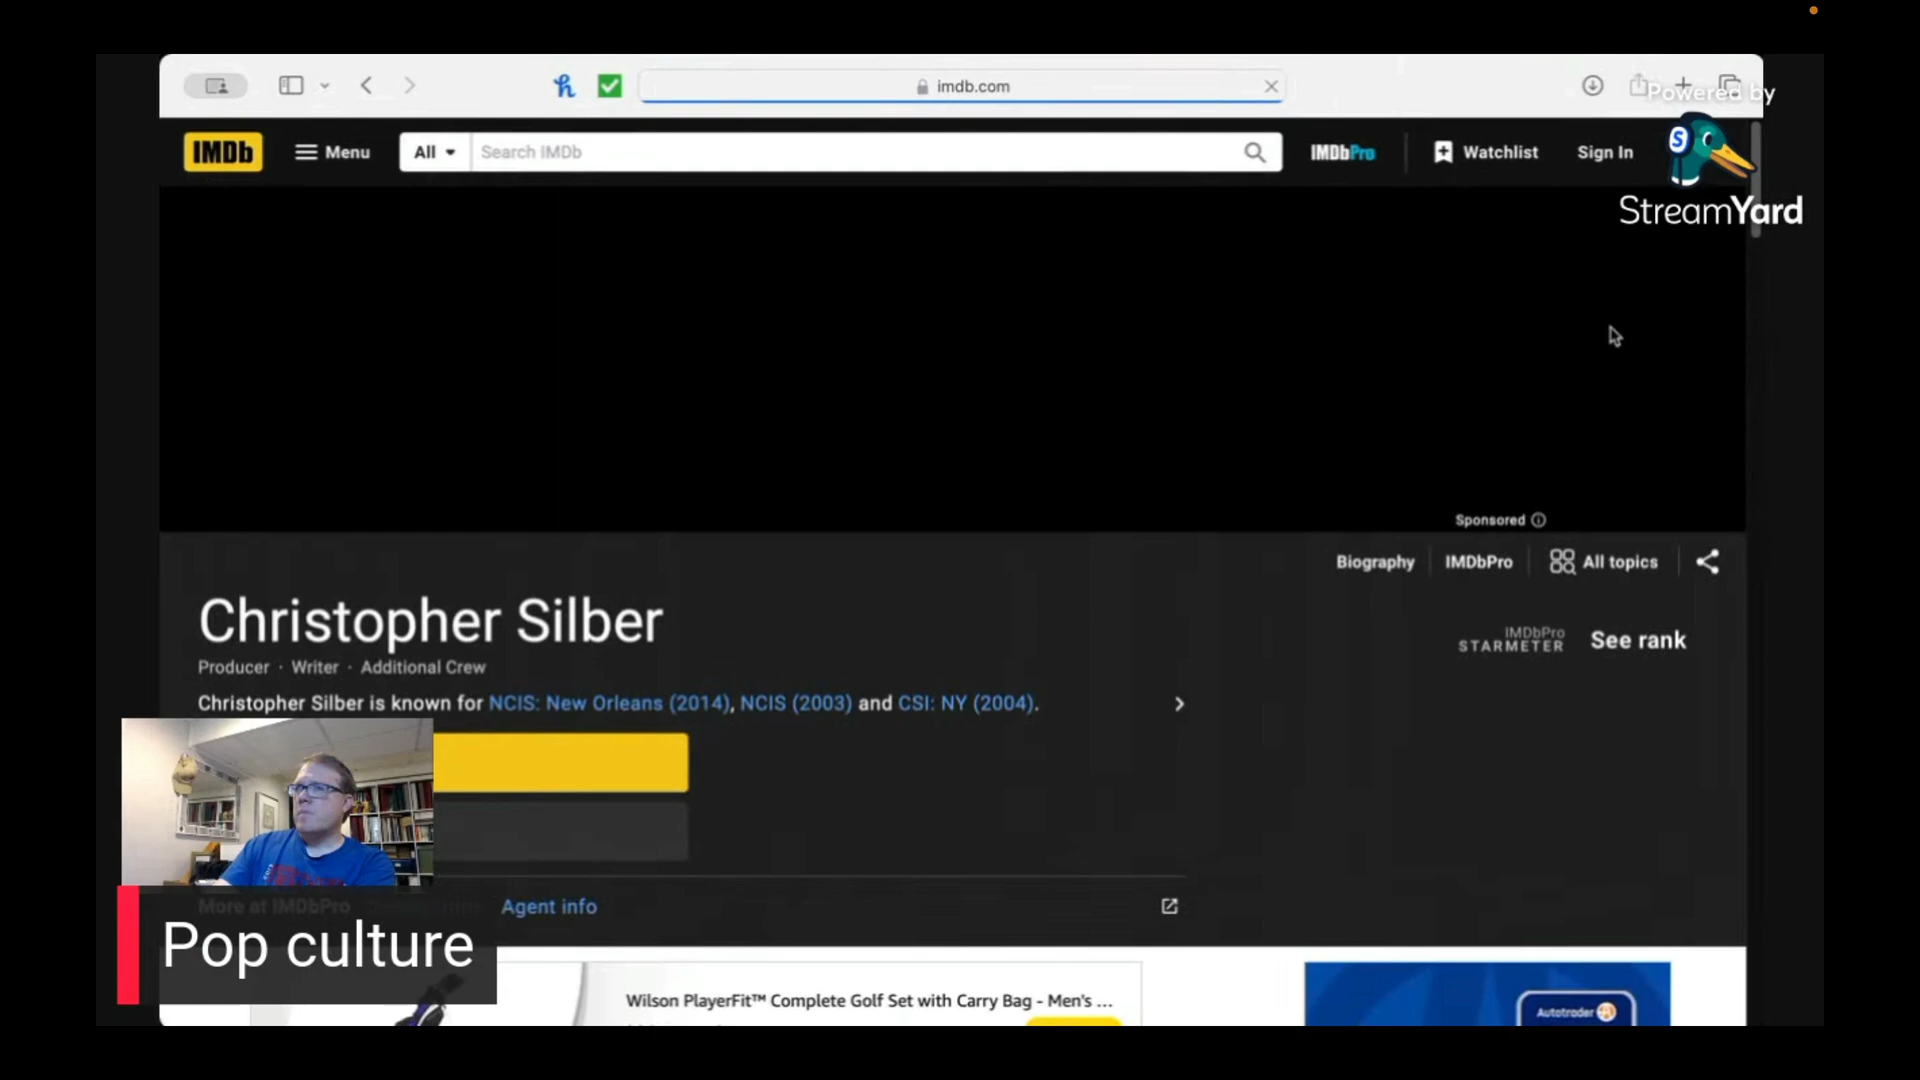 imdb.com
Powered by
IMDb
Menu
All
Search IMDb
IMDbPro
Watchlist
Sign In
S
StreamYard
Sponsored
Biography
IMDbPro
All topics
Christopher Silber
IMDbPro
STARMETER
See rank
Producer · Writer · Additional Crew
Christopher Silber is known for NCIS: New Orleans (2014), NCIS (2003) and CSI: NY (2004).
More at IMDbPro
Agent info
Pop culture
Wilson PlayerFit™ Complete Golf Set with Carry Bag - Men's ...
Autotrader